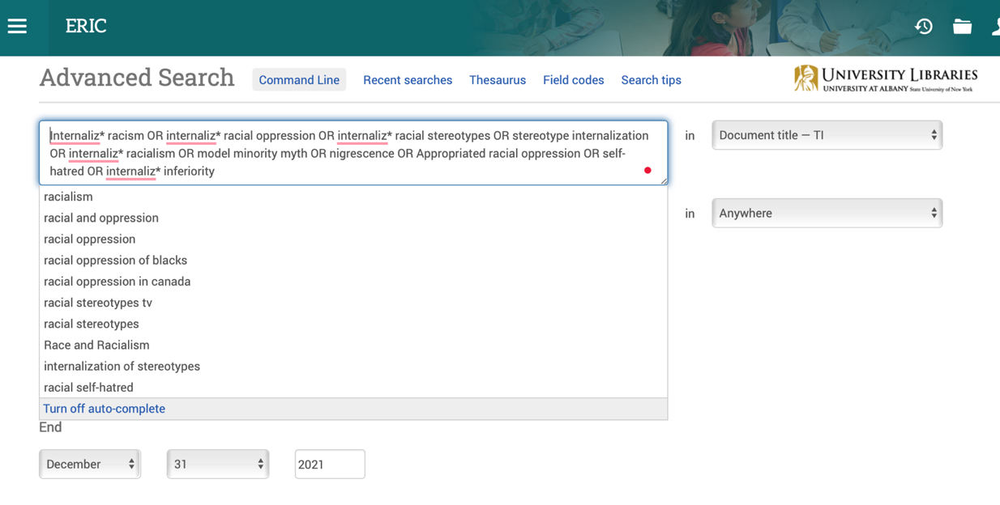 ERIC
Advanced Search
Command Line
Recent searches
Thesaurus
Field codes
Search tips
UNIVERSITY LIBRARIES
UNIVERSITY AT ALBANY State University of New York
Internaliz* racism OR internaliz* racial oppression OR internaliz* racial stereotypes OR stereotype internalization
OR internaliz* racialism OR model minority myth OR nigrescence OR Appropriated racial oppression OR self-
hatred OR internaliz* inferiority
in
Document title — TI
racialism
racial and oppression
in
Anywhere
racial oppression
racial oppression of blacks
racial oppression in canada
racial stereotypes tv
racial stereotypes
Race and Racialism
internalization of stereotypes
racial self-hatred
Turn off auto-complete
End
December
31
2021